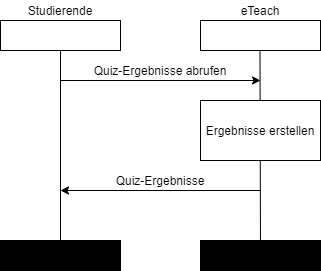 Studierende
eTeach
Quiz-Ergebnisse abrufen
Ergebnisse erstellen
Quiz-Ergebnisse